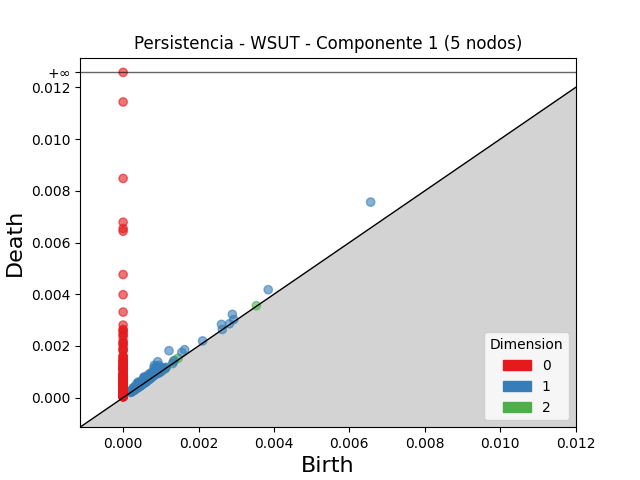 Persistencia - WSUT - Componente 1 (5 nodos)
+∞
0.012
0.010
0.008
0.006
0.004
0.002
0.000
Death
Dimension
0
1
2
0.000 0.002 0.004 0.006 0.008 0.010 0.012
Birth